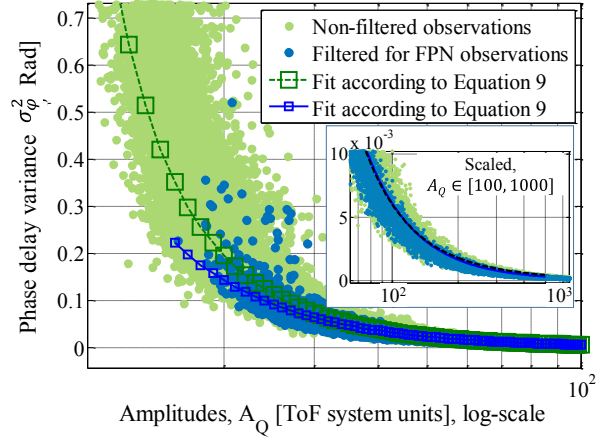 Non-filtered observations
Filtered for FPN observations
Fit according to Equation 9
Fit according to Equation 9
Phase delay variance σ²φ′ Rad)
0.7
0.6
0.5
0.4
0.3
0.2
0.1
0
10²
x 10⁻³
10
5
0
10²
10³
Scaled,
A_Q ∈ [100, 1000]
Amplitudes, A_Q [ToF system units], log-scale